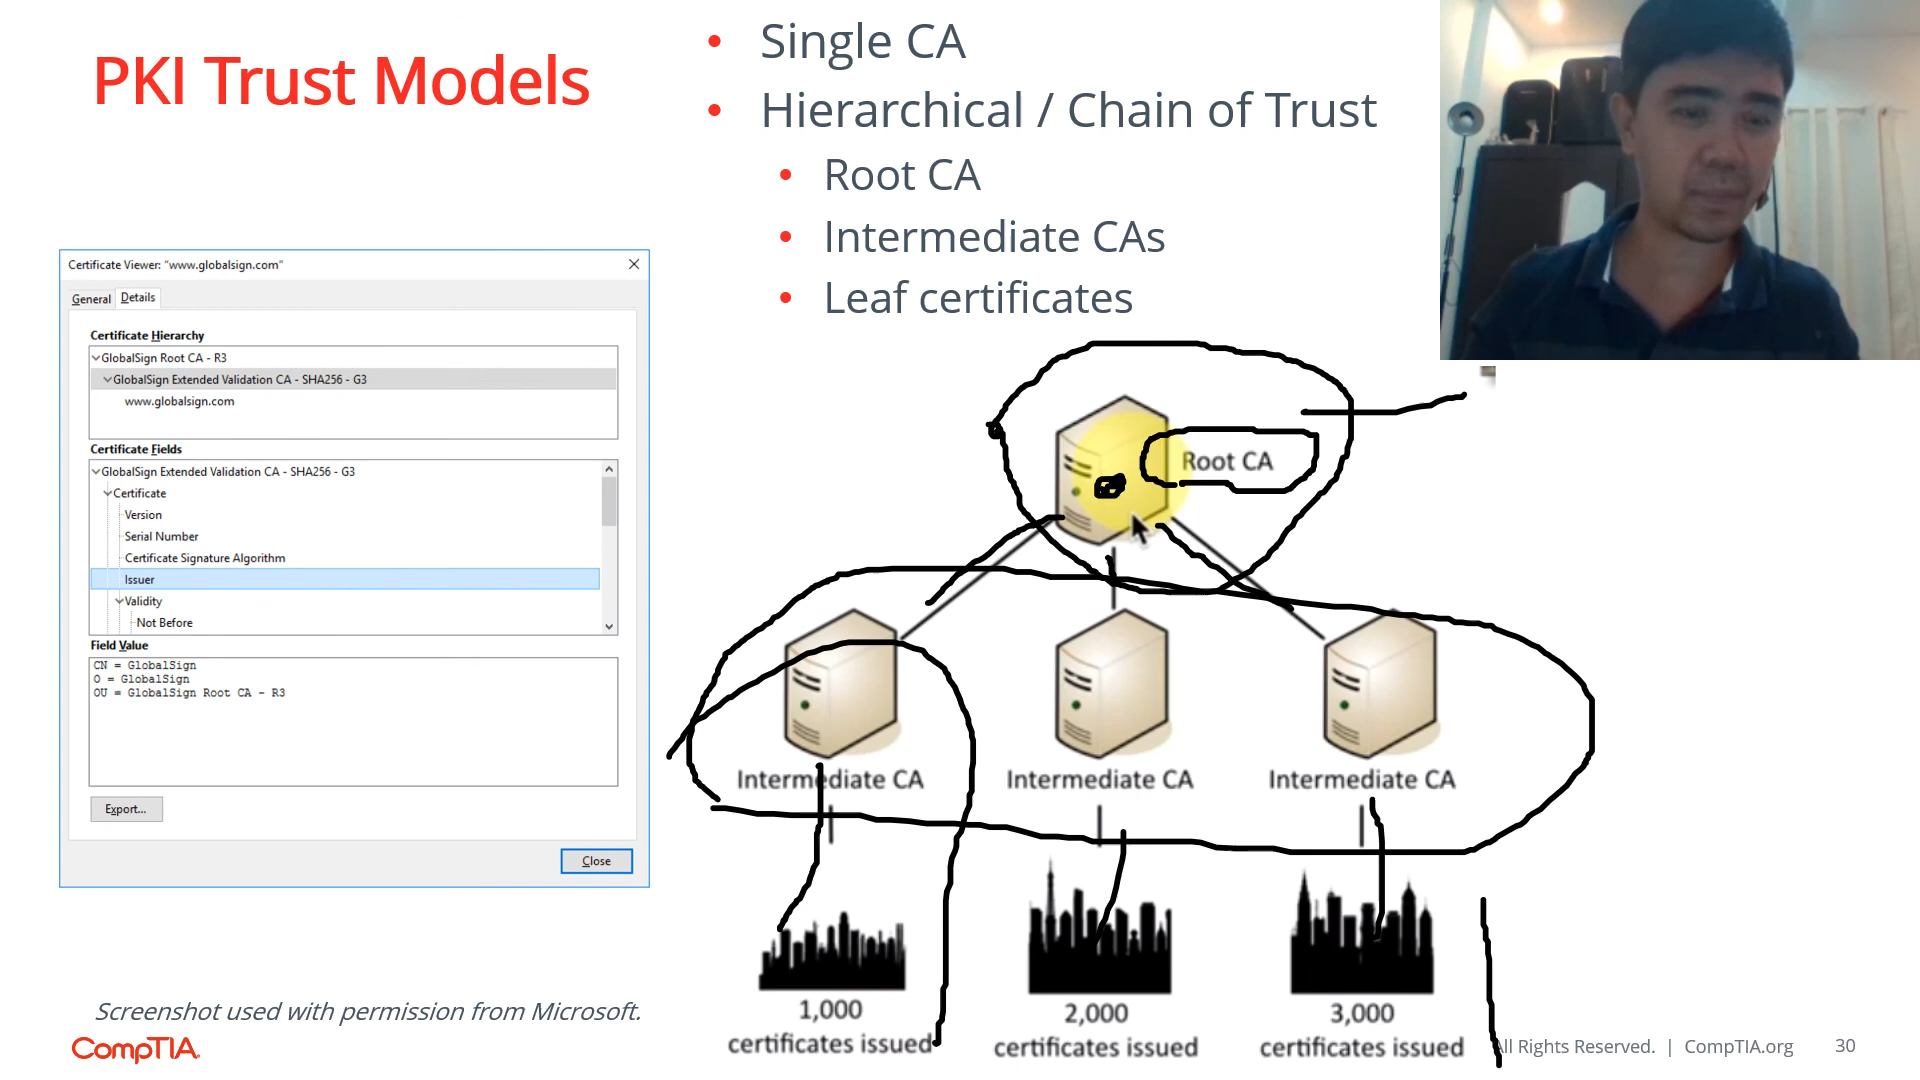 PKI Trust Models
• Single CA
• Hierarchical / Chain of Trust
• Root CA
• Intermediate CAs
• Leaf certificates
Certificate Viewer: "www.globalsign.com"
General
Details
Certificate Hierarchy
GlobalSign Root CA - R3
GlobalSign Extended Validation CA - SHA256 - G3
www.globalsign.com
Certificate Fields
GlobalSign Extended Validation CA - SHA256 - G3
Certificate
Version
Serial Number
Certificate Signature Algorithm
Issuer
Validity
Not Before
Field Value
CN = GlobalSign
O = GlobalSign
OU = GlobalSign Root CA - R3
Export...
Close
Root CA
Intermediate CA
Intermediate CA
Intermediate CA
1,000
certificates issued
2,000
certificates issued
3,000
certificates issued
Screenshot used with permission from Microsoft.
CompTIA.
All Rights Reserved. | CompTIA.org
30